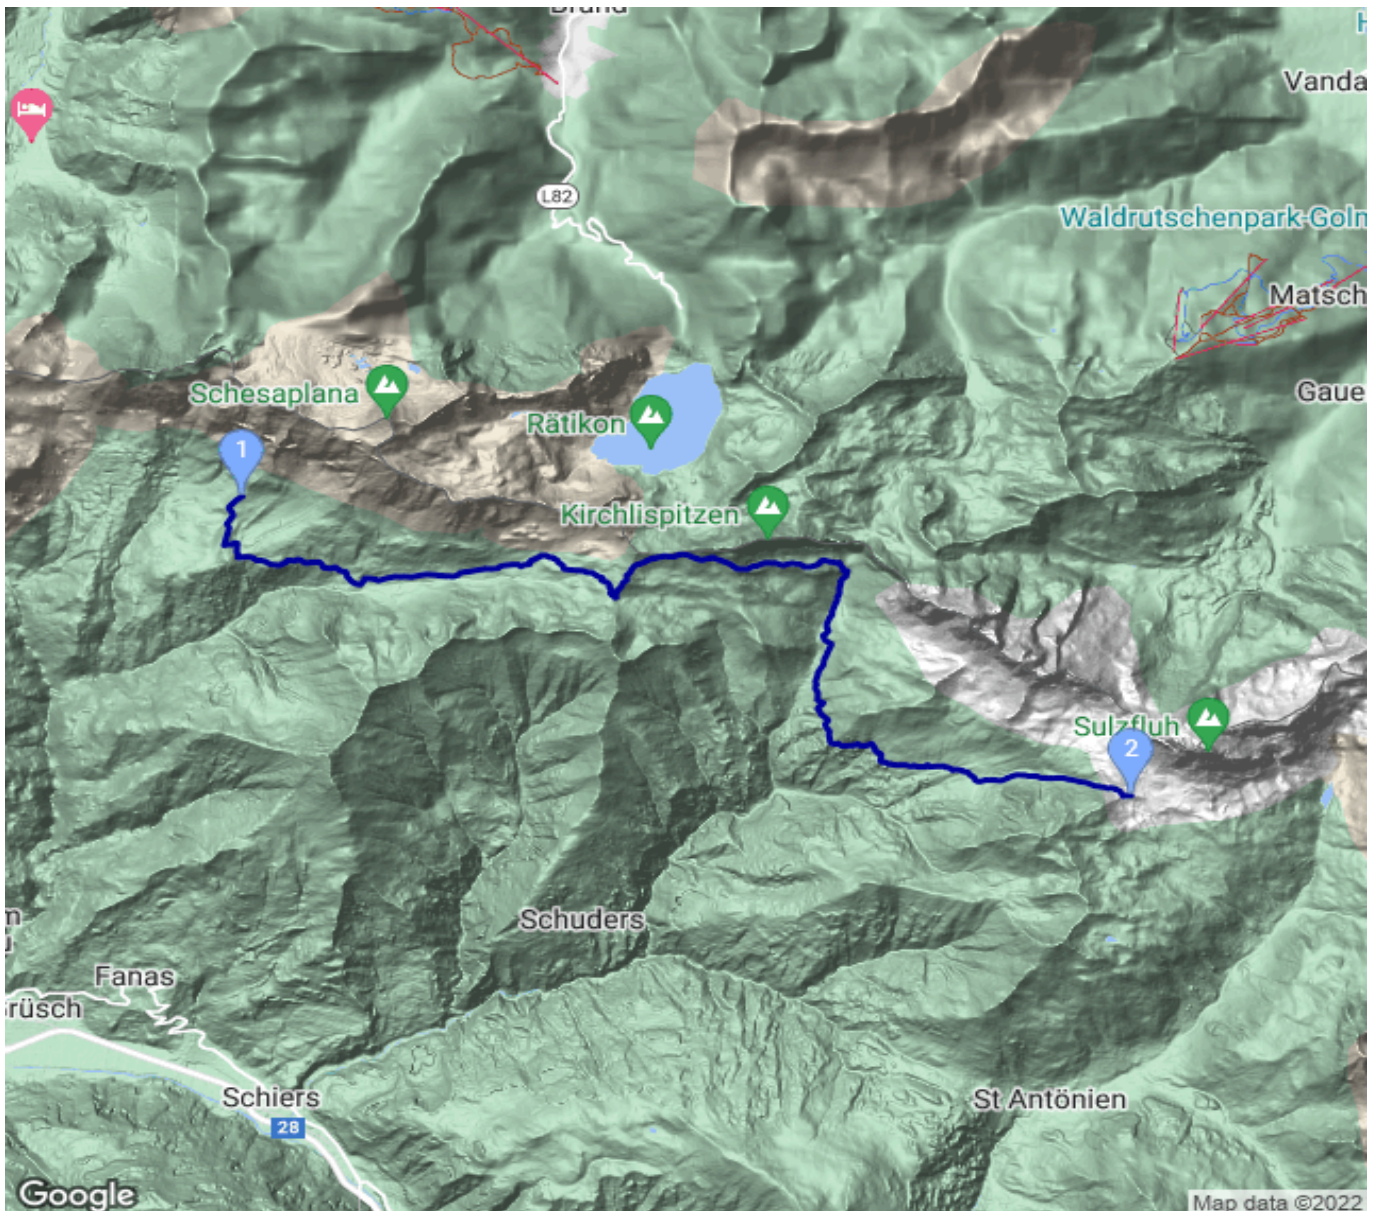 Brand
Vanda
L82
Waldrutschenpark-Goln
Matsch
Schesaplana
Gaue
Rätikon
1
Kirchlispitzen
Sulzfluh
2
Schuders
Fanas
rüsch
Schiers
St Antönien
28
Google
Map data ©2022